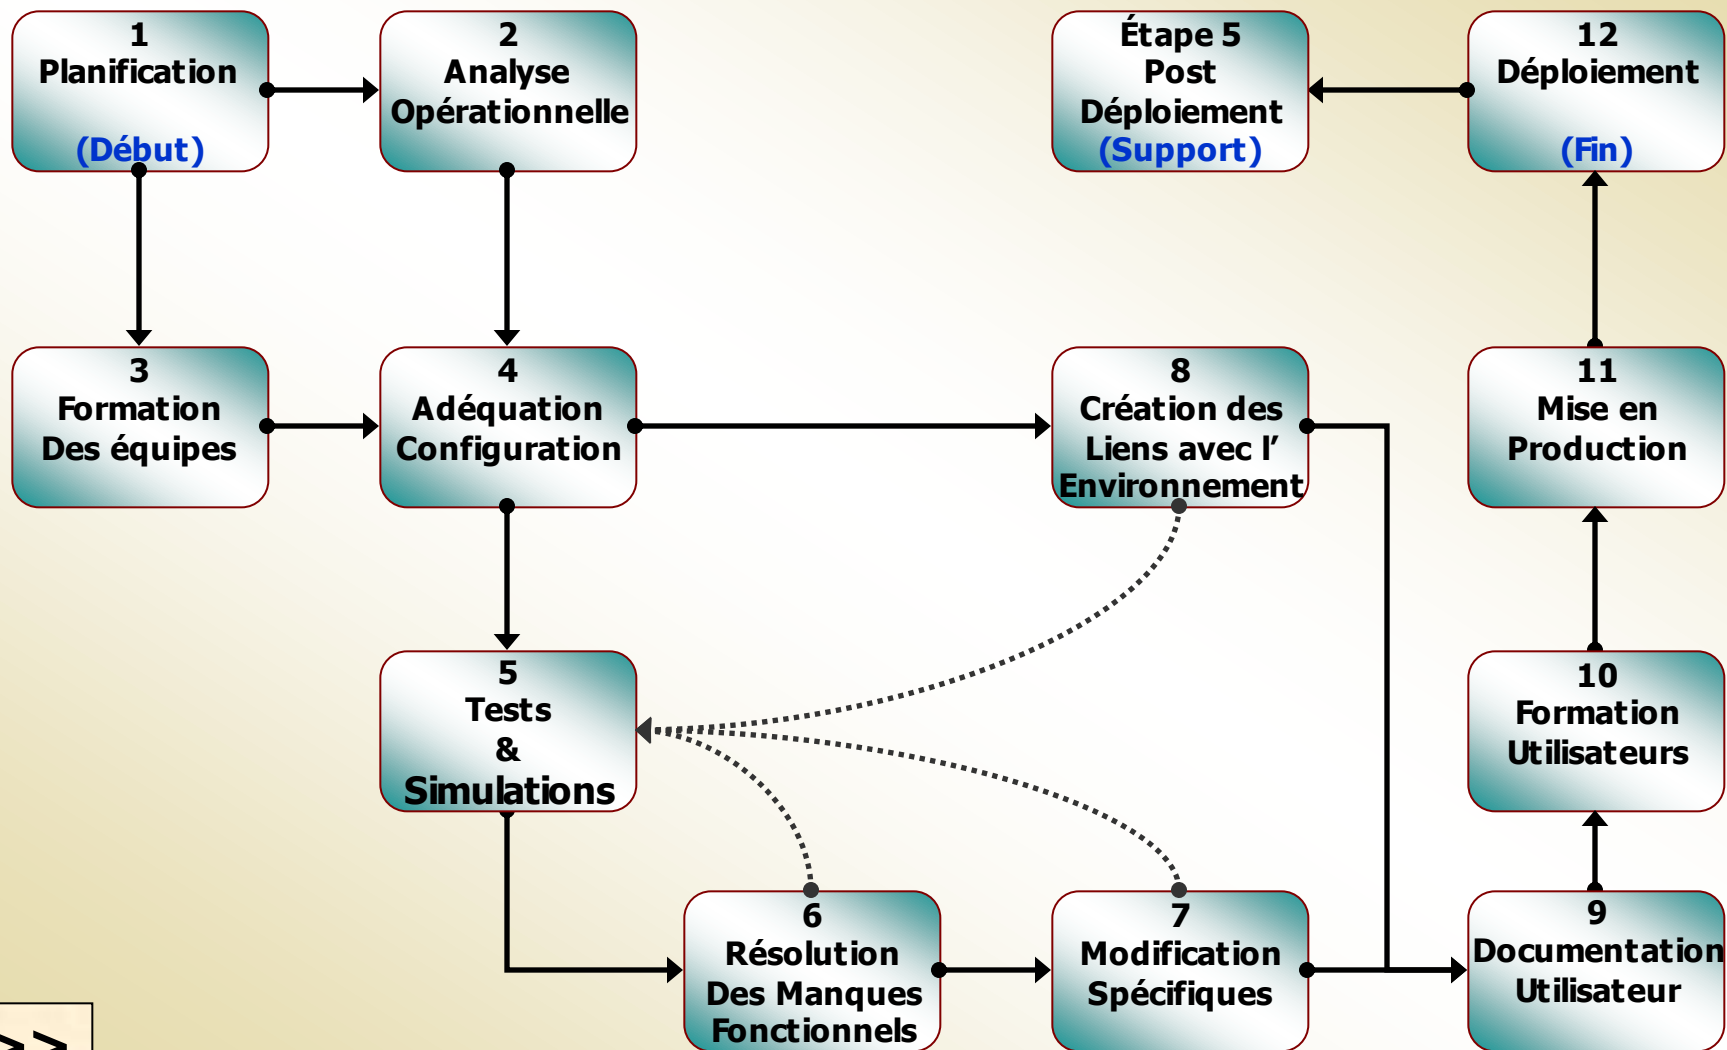 1
Planification
(Début)
2
Analyse
Opérationnelle
Étape 5
Post
Déploiement
(Support)
12
Déploiement
(Fin)
3
Formation
Des équipes
4
Adéquation
Configuration
8
Création des
Liens avec l’
Environnement
11
Mise en
Production
5
Tests
&
Simulations
10
Formation
Utilisateurs
6
Résolution
Des Manques
Fonctionnels
7
Modification
Spécifiques
9
Documentation
Utilisateur